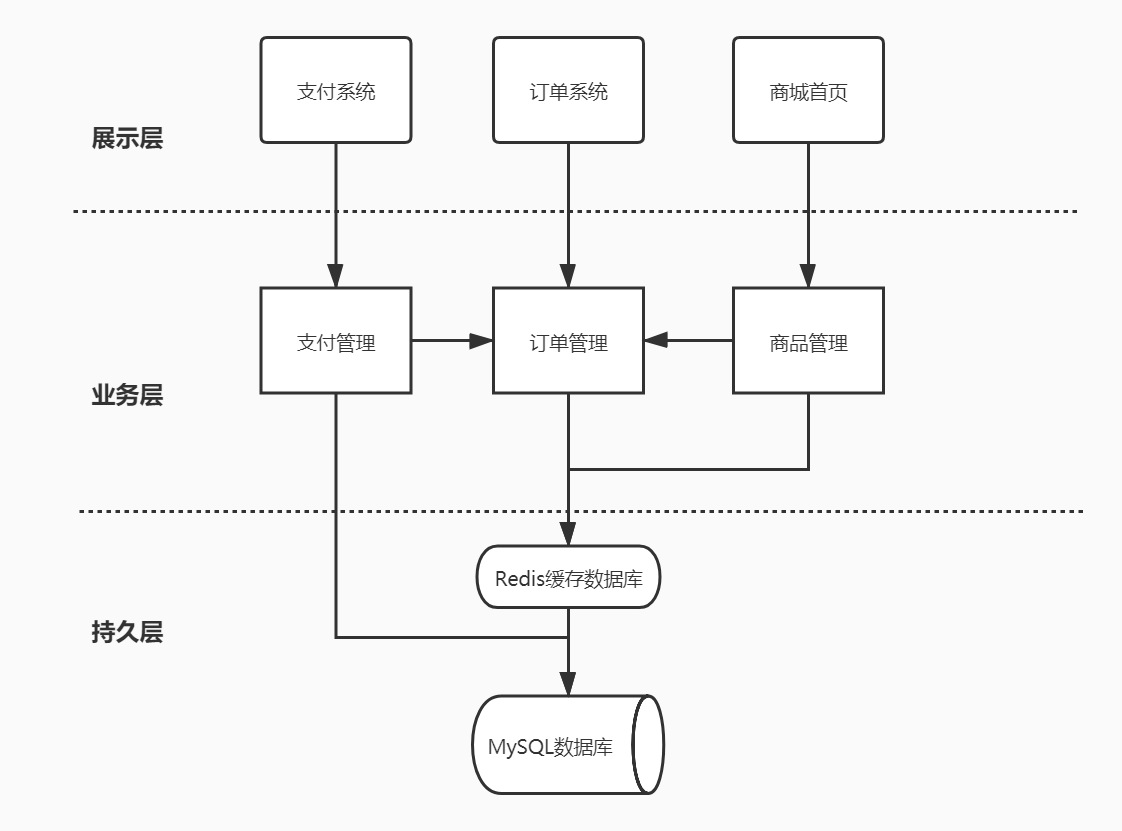 支付系统
订单系统
商城首页
展示层
支付管理
订单管理
商品管理
业务层
Redis缓存数据库
持久层
MySQL数据库